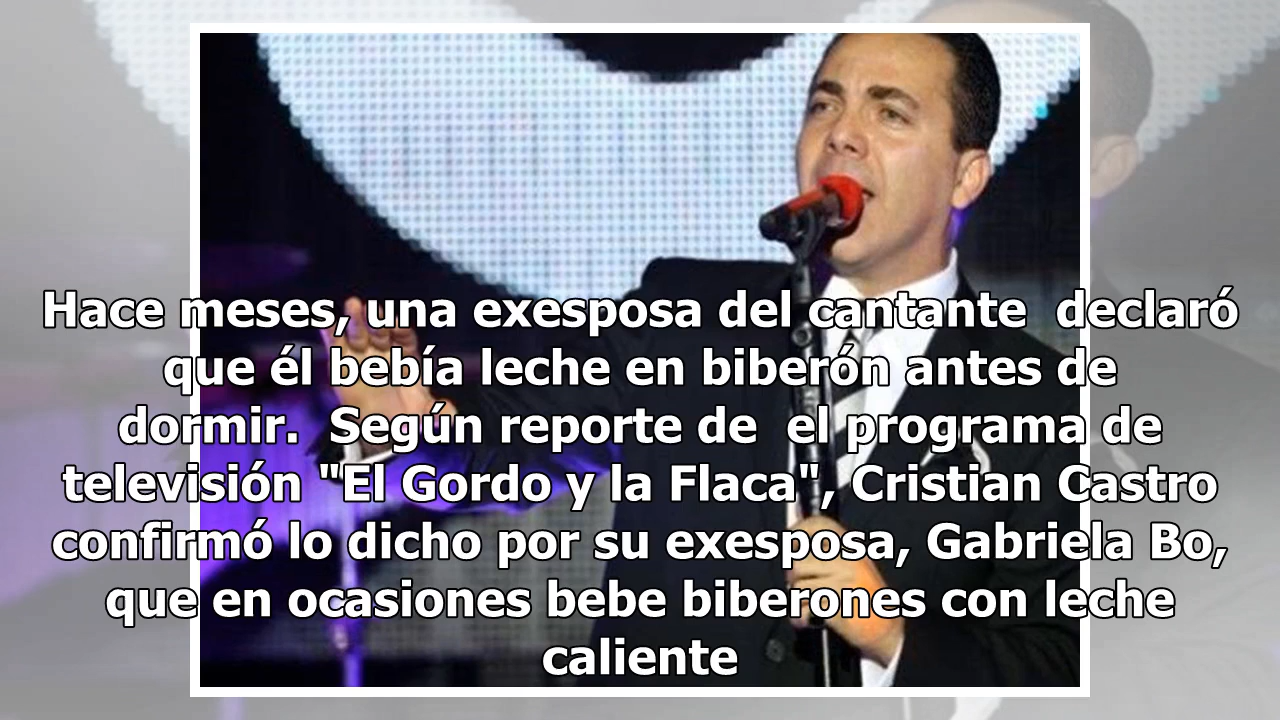 Hace meses, una exesposa del cantante  declaró
que él bebía leche en biberón antes de
dormir.  Según reporte de  el programa de
televisión "El Gordo y la Flaca", Cristian Castro
confirmó lo dicho por su exesposa, Gabriela Bo,
que en ocasiones bebe biberones con leche
caliente